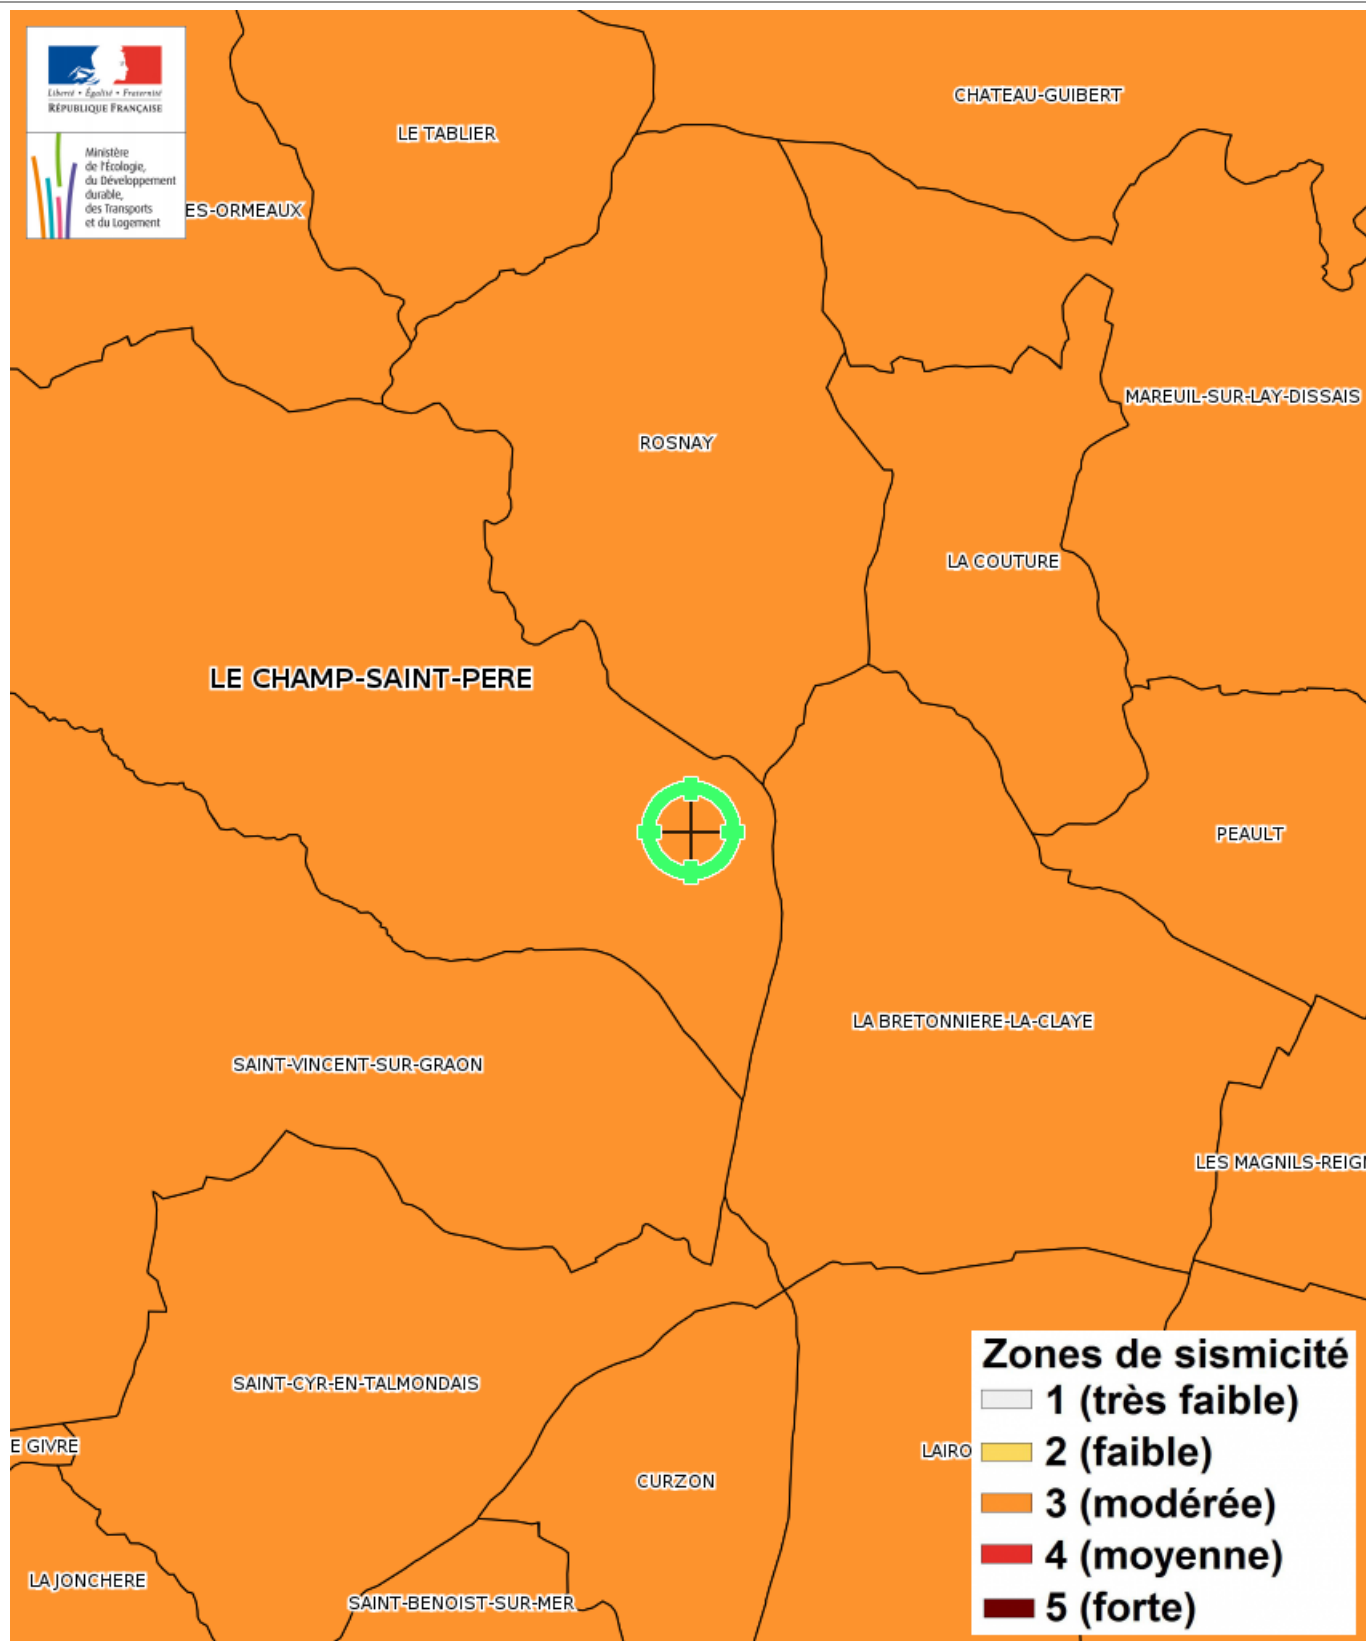 Liberté • Égalité • Fraternité
RÉPUBLIQUE FRANÇAISE
Ministère
de l'Écologie,
du Développement
durable,
des Transports
et du Logement
CHATEAU-GUIBERT
LE TABLIER
ES-ORMEAUX
MAREUIL-SUR-LAY-DISSAIS
ROSNAY
LA COUTURE
LE CHAMP-SAINT-PERE
PEAULT
LA BRETONNIERE-LA-CLAYE
SAINT-VINCENT-SUR-GRAON
LES MAGNILS-REIGN
SAINT-CYR-EN-TALMONDAIS
E GIVRE
LAIRO
CURZON
LA JONCHERE
SAINT-BENOIST-SUR-MER
Zones de sismicité
1 (très faible)
2 (faible)
3 (modérée)
4 (moyenne)
5 (forte)